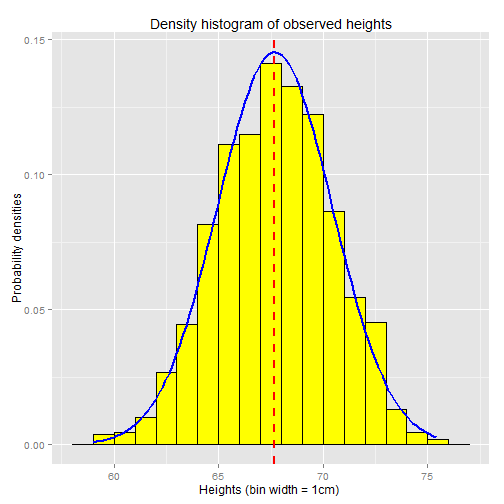 Density histogram of observed heights
0.15
0.10
0.05
0.00
Probability densities
60 65 70 75
Heights (bin width = 1cm)